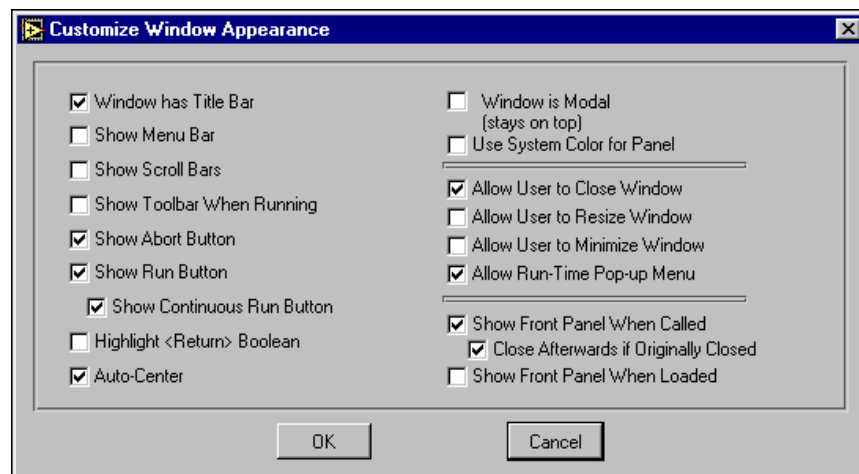 Customize Window Appearance
Window has Title Bar
Show Menu Bar
Show Scroll Bars
Show Toolbar When Running
Show Abort Button
Show Run Button
Show Continuous Run Button
Highlight <Return> Boolean
Auto-Center
Window is Modal
(stays on top)
Use System Color for Panel
Allow User to Close Window
Allow User to Resize Window
Allow User to Minimize Window
Allow Run-Time Pop-up Menu
Show Front Panel When Called
Close Afterwards if Originally Closed
Show Front Panel When Loaded
OK
Cancel